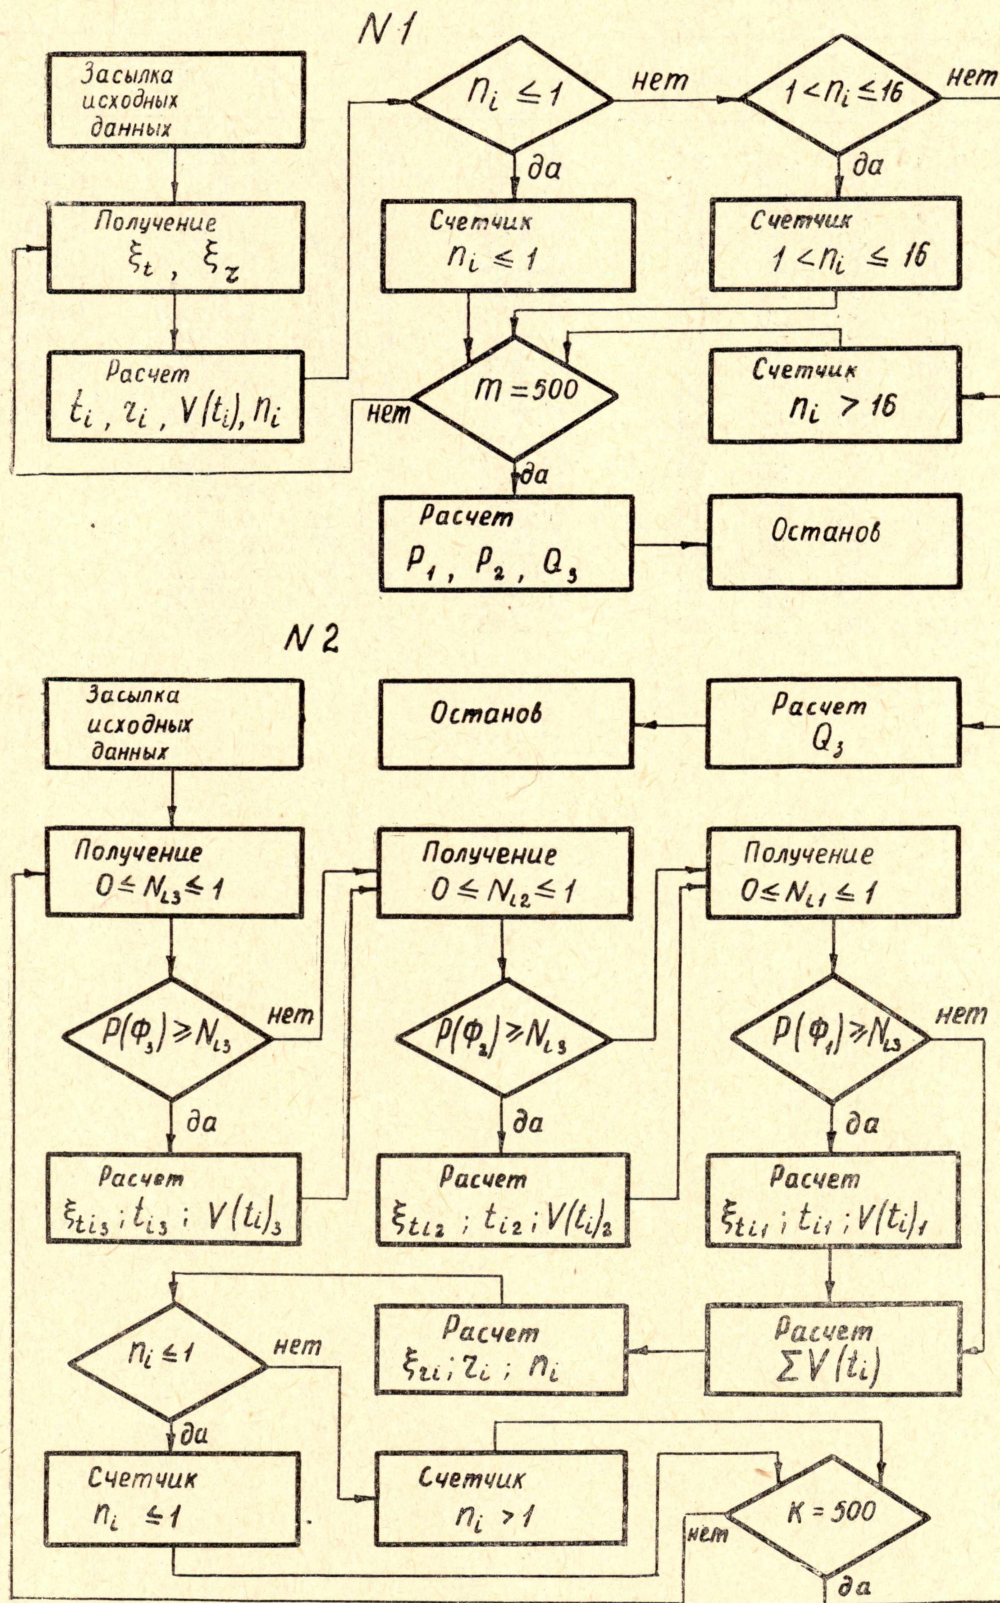 N 1
Засылка
исходных
данных
Получение
ξt , ξr
Расчет
ti , ri , V(ti), ni
ni ≤ 1
нет
да
1 < ni ≤ 16
нет
да
Счетчик
ni ≤ 1
Счетчик
1 < ni ≤ 16
m = 500
нет
да
Счетчик
ni > 16
Расчет
P1 , P2 , Q3
Останов
N 2
Засылка
исходных
данных
Останов
Расчет
Q3
Получение
0 ≤ Ni3 ≤ 1
Получение
0 ≤ Ni2 ≤ 1
Получение
0 ≤ Ni1 ≤ 1
P(Ф3) ≥ Ni3
нет
да
P(Ф2) ≥ Ni3
да
P(Ф1) ≥ Ni3
нет
да
Расчет
ξti3 ; ti3 ; V(ti)3
Расчет
ξti2 ; ti2 ; V(ti)2
Расчет
ξti1 ; ti1 ; V(ti)1
ni ≤ 1
нет
да
Расчет
ξri ; ri ; ni
Расчет
ΣV(ti)
Счетчик
ni ≤ 1
Счетчик
ni > 1
K = 500
нет
да